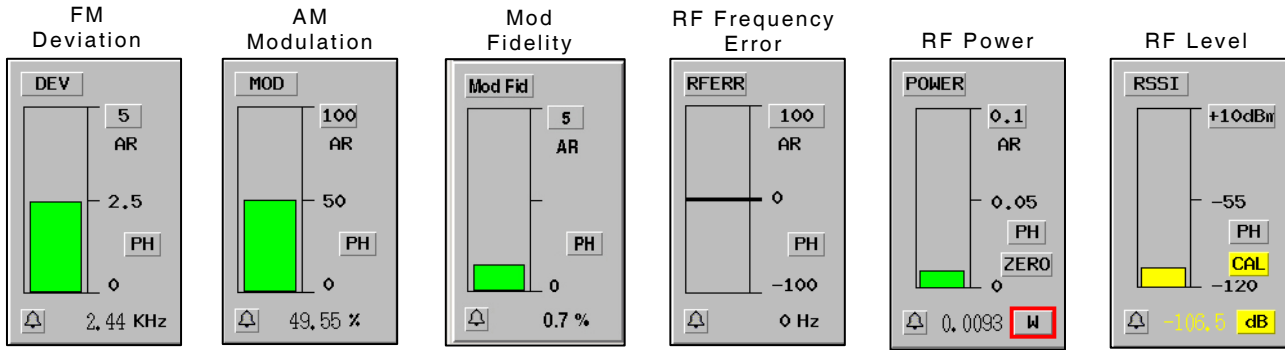 FM
Deviation
DEV
5
AR
2.5
PH
0
2.44 KHz
AM
Modulation
MOD
100
AR
50
PH
0
49.55 %
Mod
Fidelity
Mod Fid
5
AR
PH
0
0.7 %
RF Frequency
Error
RFERR
100
AR
0
PH
-100
0 Hz
RF Power
POWER
0.1
AR
0.05
PH
ZERO
0
0.0093 W
RF Level
RSSI
+10dBm
-55
PH
CAL
-120
-106.5 dB